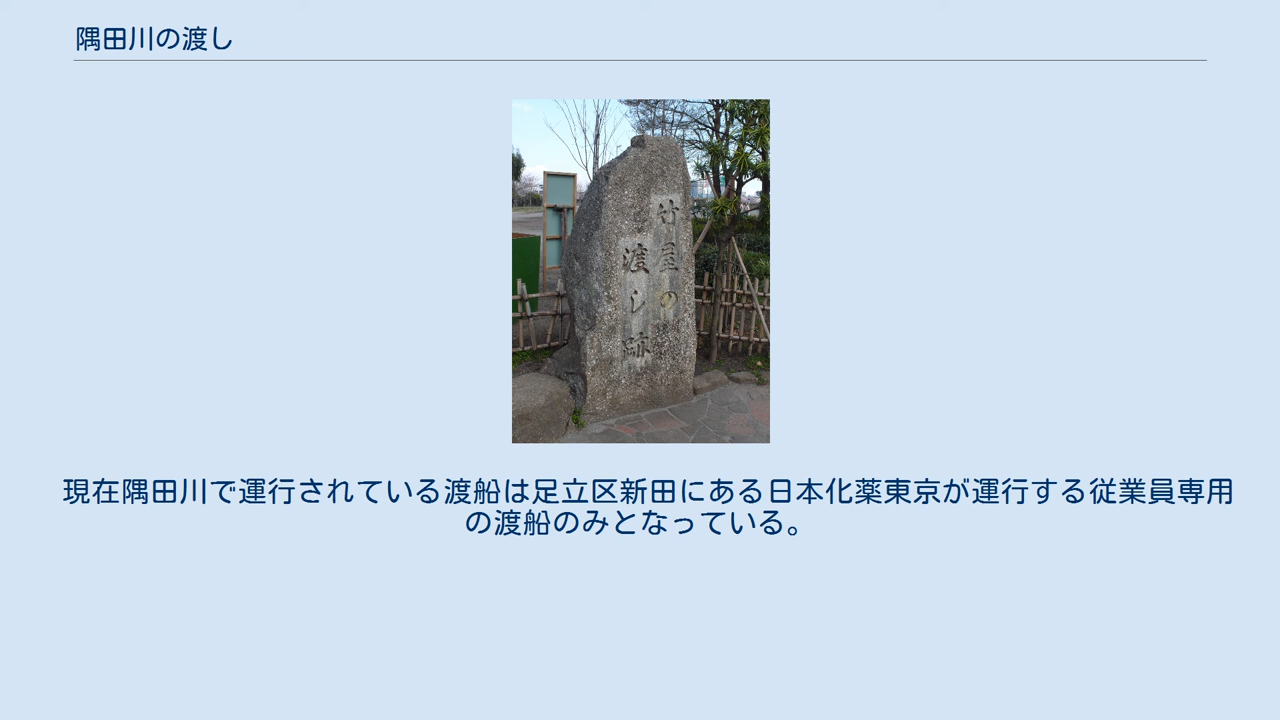 隅田川の渡し
竹屋の
渡し跡
現在隅田川で運行されている渡船は足立区新田にある日本化薬東京が運行する従業員専用
の渡船のみとなっている。